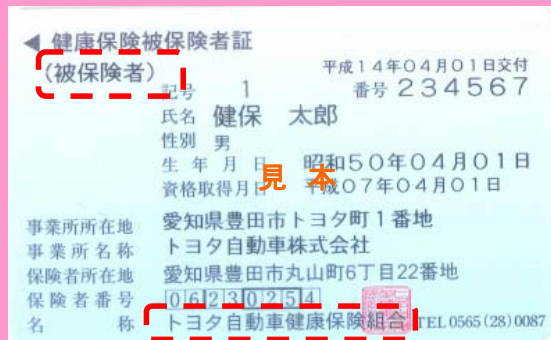 ◀ 健康保険被保険者証
(被保険者)
平成14年04月01日交付
記号 1 番号 234567
氏名 健保 太郎
性別 男
生年月日 昭和50年04月01日
資格取得月日 平成07年04月01日
見本
事業所所在地 愛知県豊田市トヨタ町1番地
事業所名称 トヨタ自動車株式会社
保険者所在地 愛知県豊田市丸山町6丁目22番地
保険者番号 06230254
名称 トヨタ自動車健康保険組合 TEL 0565(28)0087